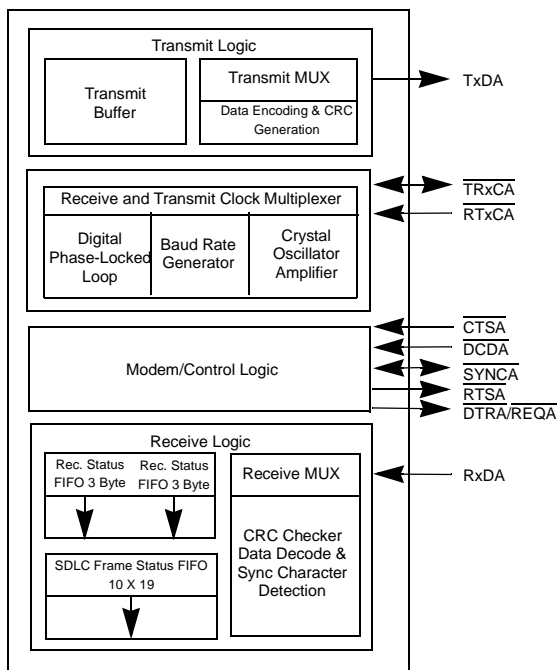 Transmit Logic
Transmit
Buffer
Transmit MUX
Data Encoding & CRC
Generation
TxDA
Receive and Transmit Clock Multiplexer
Digital
Phase-Locked
Loop
Baud Rate
Generator
Crystal
Oscillator
Amplifier
TRxCA
RTxCA
Modem/Control Logic
CTSA
DCDA
SYNCA
RTSA
DTRA/REQA
Receive Logic
Rec. Status
FIFO 3 Byte
Rec. Status
FIFO 3 Byte
SDLC Frame Status FIFO
10 X 19
Receive MUX
CRC Checker
Data Decode &
Sync Character
Detection
RxDA